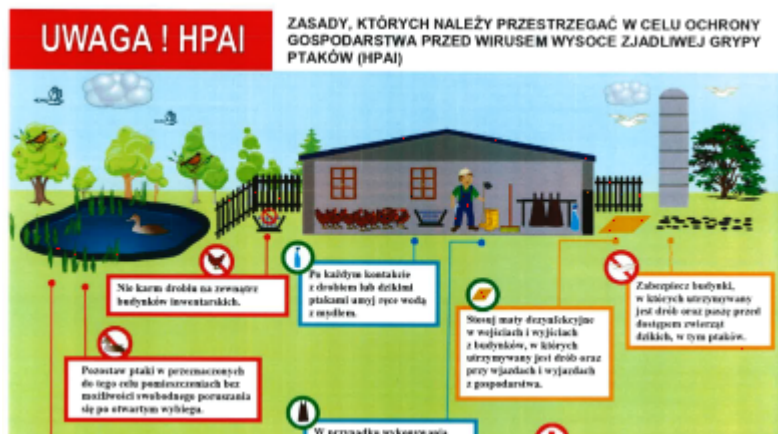 UWAGA ! HPAI
ZASADY, KTÓRYCH NALEŻY PRZESTRZEGAĆ W CELU OCHRONY
GOSPODARSTWA PRZED WIRUSEM WYSOCE ZJADLIWEJ GRYPY
PTAKÓW (HPAI)
Nie karm drobiu na zewnątrz
budynków inwentarskich.
Po każdym kontakcie
z drobiem lub dzikimi
ptakami umyj ręce wodą
z mydłem.
Stosuj maty dezynfekcyjne
w wejściach i wyjściach
z budynków, w których
utrzymywany jest drób oraz
przy wjazdach i wyjazdach
z gospodarstwa.
Zabezpiecz budynki,
w których utrzymywany
jest drób oraz paszę przed
dostępem zwierząt
dzikich, w tym ptaków.
Pozostaw ptaki w przeznaczonych
do tego celu pomieszczeniach bez
możliwości swobodnego poruszania
się po otwartym wybiegu.
W przypadku wykonywania